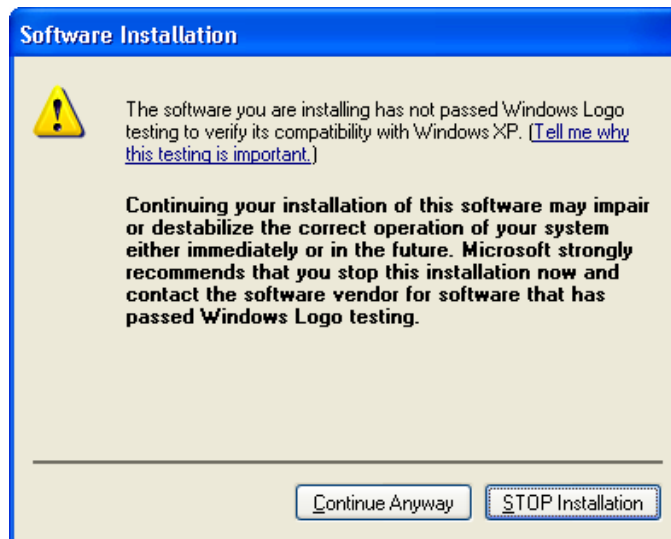 Software Installation
The software you are installing has not passed Windows Logo
testing to verify its compatibility with Windows XP. (Tell me why
this testing is important.)
Continuing your installation of this software may impair
or destabilize the correct operation of your system
either immediately or in the future. Microsoft strongly
recommends that you stop this installation now and
contact the software vendor for software that has
passed Windows Logo testing.
Continue Anyway
STOP Installation